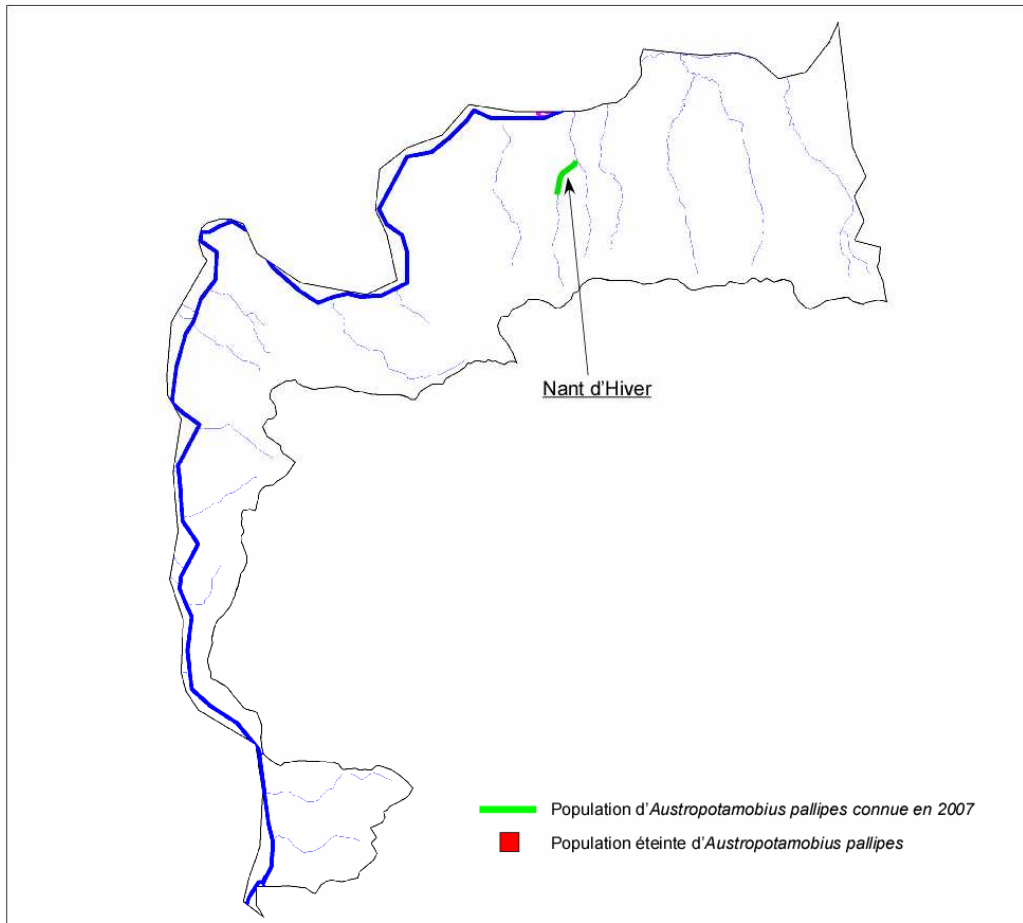 Nant d'Hiver
Population d'Austropotamobius pallipes connue en 2007
Population éteinte d'Austropotamobius pallipes